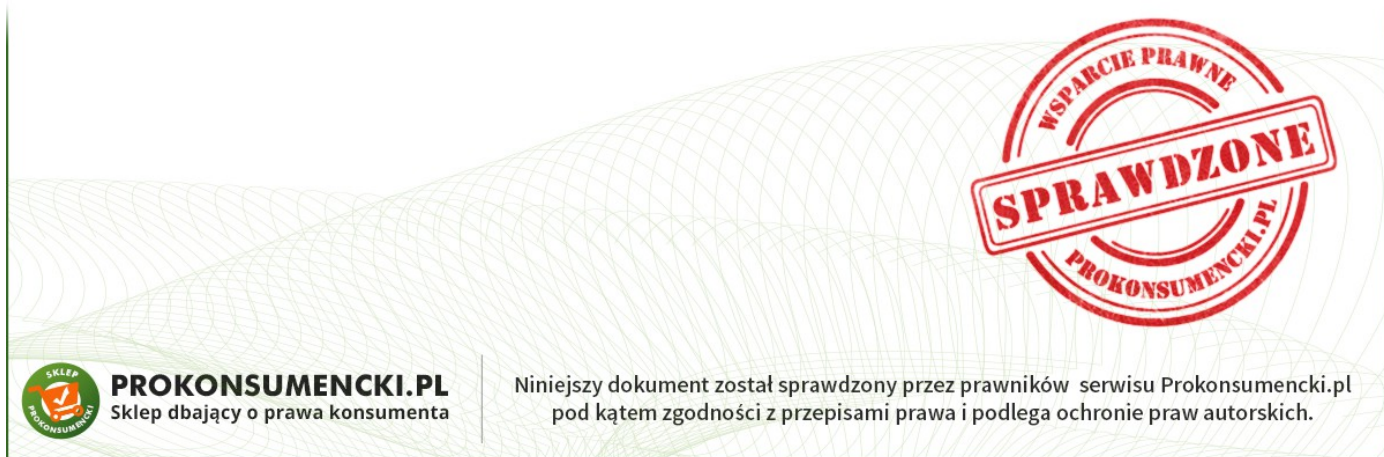 WSPARCIE PRAWNE
SPRAWDZONE
PROKONSUMENCKI.PL
SKLEP
PROKONSUMENCKI
PROKONSUMENCKI.PL
Sklep dbający o prawa konsumenta
Niniejszy dokument został sprawdzony przez prawników serwisu Prokonsumencki.pl
pod kątem zgodności z przepisami prawa i podlega ochronie praw autorskich.